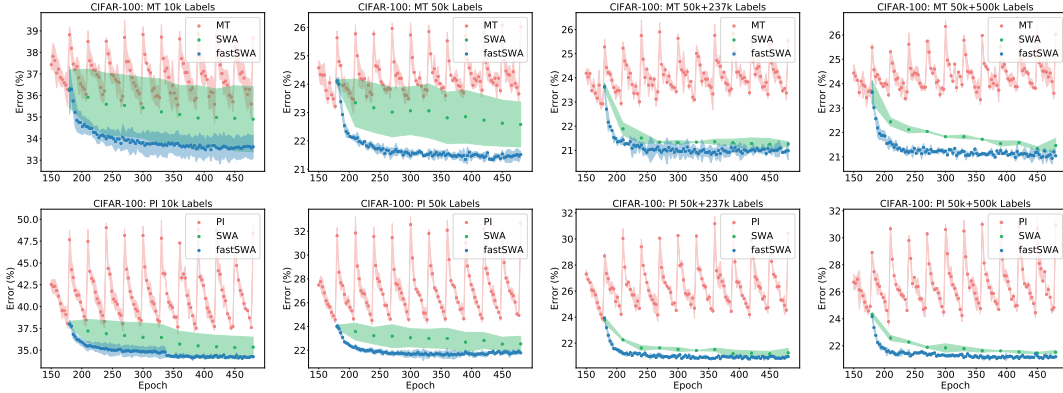 CIFAR-100: MT 10k Labels
Error (%)
39
38
37
36
35
34
33
150 200 250 300 350 400 450
MT
SWA
fastSWA
CIFAR-100: MT 50k Labels
26
25
24
23
22
21
150 200 250 300 350 400 450
MT
SWA
fastSWA
CIFAR-100: MT 50k+237k Labels
Error (%)
26
25
24
23
22
21
150 200 250 300 350 400 450
MT
SWA
fastSWA
CIFAR-100: MT 50k+500k Labels
Error (%)
26
25
24
23
22
21
150 200 250 300 350 400 450
MT
SWA
fastSWA
CIFAR-100: PI 10k Labels
Error (%)
50.0
47.5
45.0
42.5
40.0
37.5
35.0
150 200 250 300 350 400 450
Epoch
PI
SWA
fastSWA
CIFAR-100: PI 50k Labels
Error (%)
32
30
28
26
24
22
150 200 250 300 350 400 450
Epoch
PI
SWA
fastSWA
CIFAR-100: PI 50k+237k Labels
Error (%)
32
30
28
26
24
22
150 200 250 300 350 400 450
Epoch
PI
SWA
fastSWA
CIFAR-100: PI 50k+500k Labels
Error (%)
30
28
26
24
22
150 200 250 300 350 400 450
Epoch
PI
SWA
fastSWA